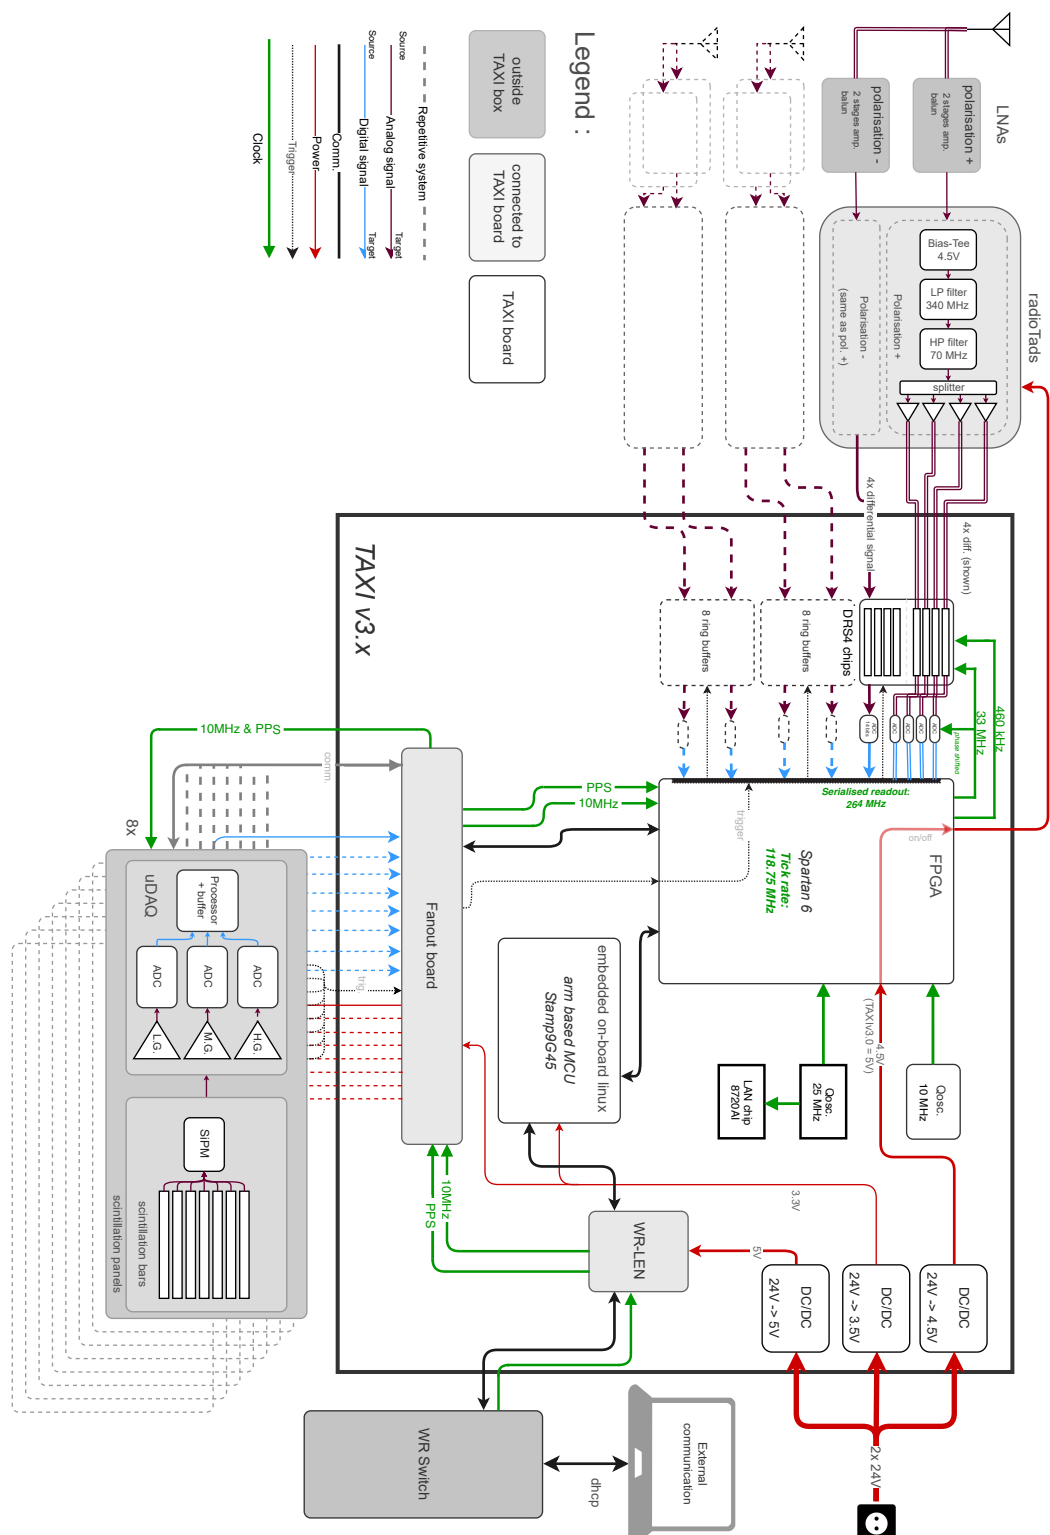 LNAs
polarisation +
2 stages amp.
balun
polarisation -
2 stages amp.
balun
radioTads
Bias-Tee
4.5V
LP filter
340 MHz
HP filter
70 MHz
splitter
Polarisation +
Polarisation -
(same as pol. +)
4x diff. (shown)
4x differential signal
Legend :
outside
TAXI box
connected to
TAXI board
TAXI board
Repetitive system
Source
Analog signal
Target
Source
Digital signal
Target
Comm.
Power
Trigger
Clock
TAXI v3.x
DRS4 chips
8 ring buffers
8 ring buffers
ADC
ADC
ADC
ADC
ADC
460 kHz
33 MHz
phase shifted
Serialised readout:
264 MHz
FPGA
on/off
trigger
Spartan 6
Tick rate:
118.75 MHz
PPS
10MHz
10MHz & PPS
comm.
Fanout board
trig.
8x
uDAQ
Processor
+ buffer
ADC
ADC
ADC
L.G.
M.G.
H.G.
SiPM
scintillation bars
scintillation panels
embedded on-board linux
arm based MCU
Stamp9G45
Qosc.
10 MHz
Qosc.
25 MHz
LAN chip
8720AI
4.5V
(TAXIv3.0 = 5V)
3.3V
5V
10MHz
PPS
WR-LEN
DC/DC
24V -> 4.5V
DC/DC
24V -> 3.5V
DC/DC
24V -> 5V
2x 24V
WR Switch
dhcp
External
communication